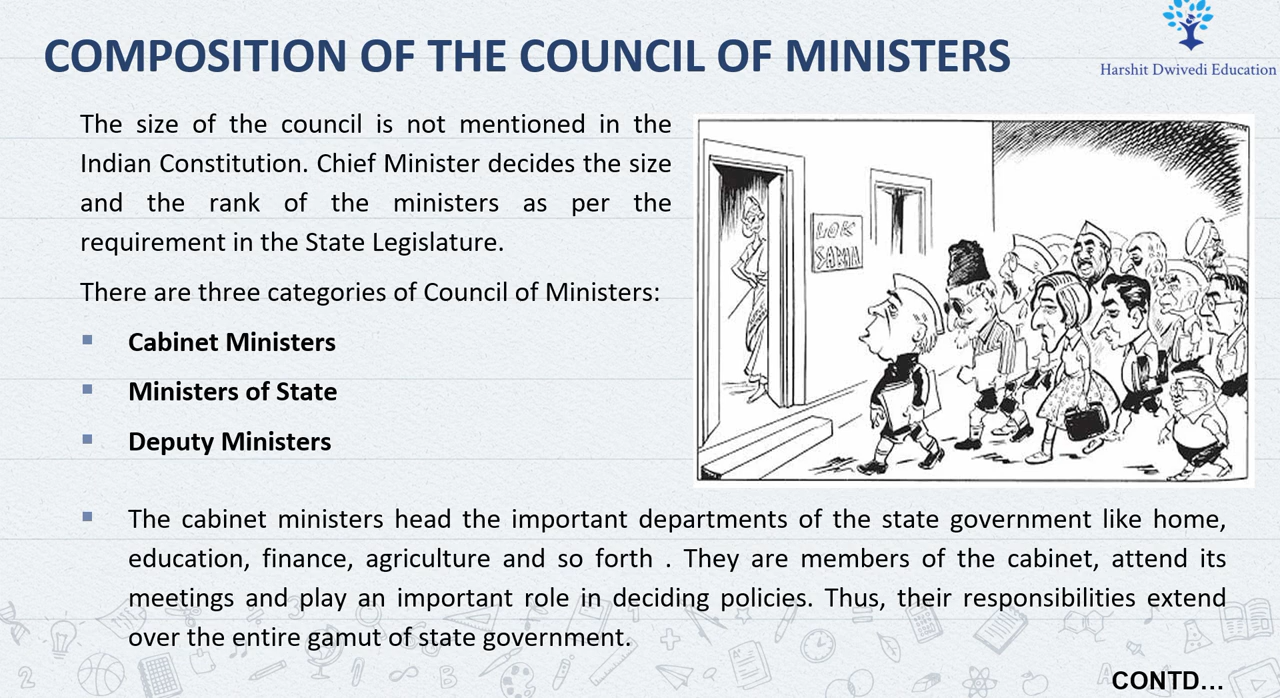 COMPOSITION OF THE COUNCIL OF MINISTERS
Harshit Dwivedi Education
The size of the council is not mentioned in the
Indian Constitution. Chief Minister decides the size
and the rank of the ministers as per the
requirement in the State Legislature.
There are three categories of Council of Ministers:
▪ Cabinet Ministers
▪ Ministers of State
▪ Deputy Ministers
LOK
SABHA
▪ The cabinet ministers head the important departments of the state government like home,
education, finance, agriculture and so forth . They are members of the cabinet, attend its
meetings and play an important role in deciding policies. Thus, their responsibilities extend
over the entire gamut of state government.
CONTD...